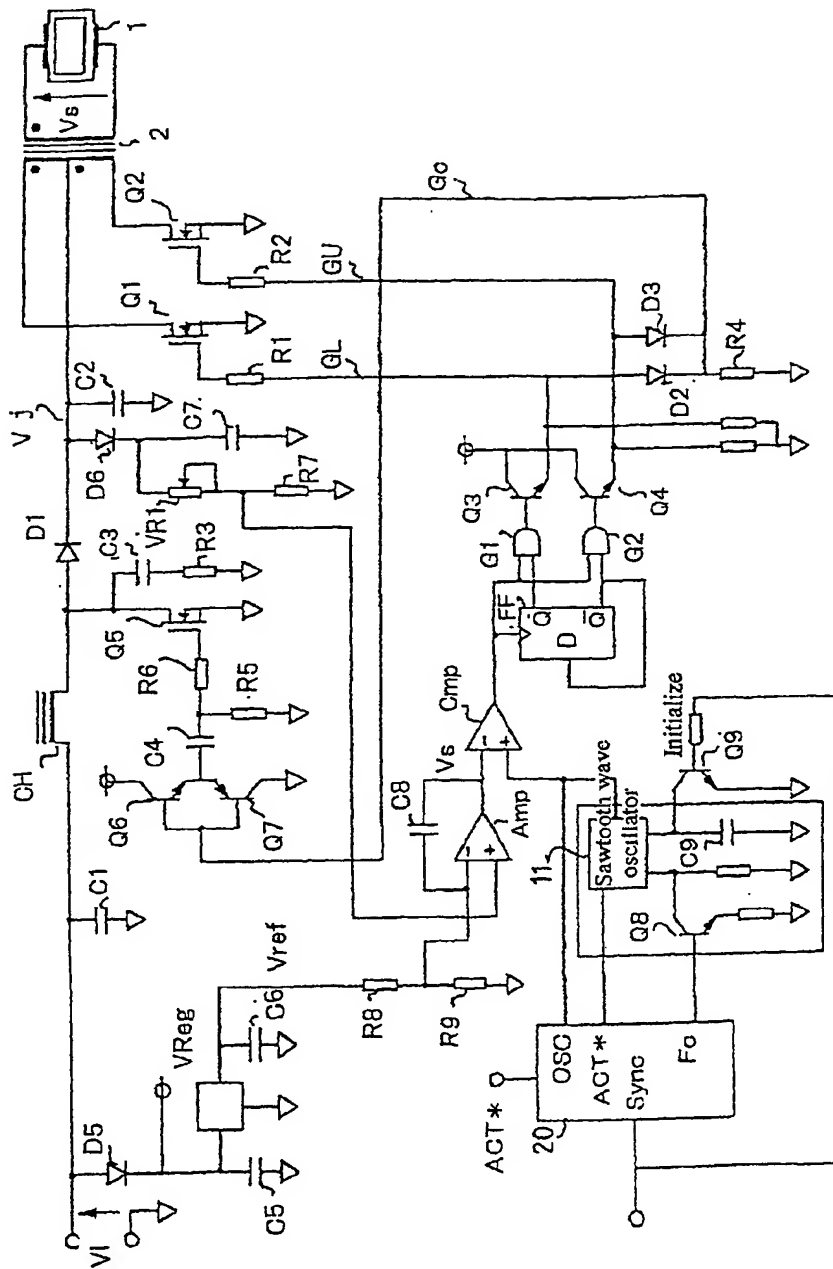 1
Vs
2
Q2
Q1
R2
R1
GU
GL
Go
Vj
C2
D6
C7
VR1
R7
D1
C3
R3
Q5
R6
R5
C4
CH
Q6
Q7
C1
D3
D2
R4
Q3
Q4
G1
G2
FF
Q
D
Q
Cmp
Vs
C8
Amp
- +
- +
Initialize
Q9
11
Sawtooth wave
oscillator
C9
Q8
Vref
R8
R9
C6
VReg
D5
C5
VI
ACT*
20
OSC
ACT*
Sync
Fc